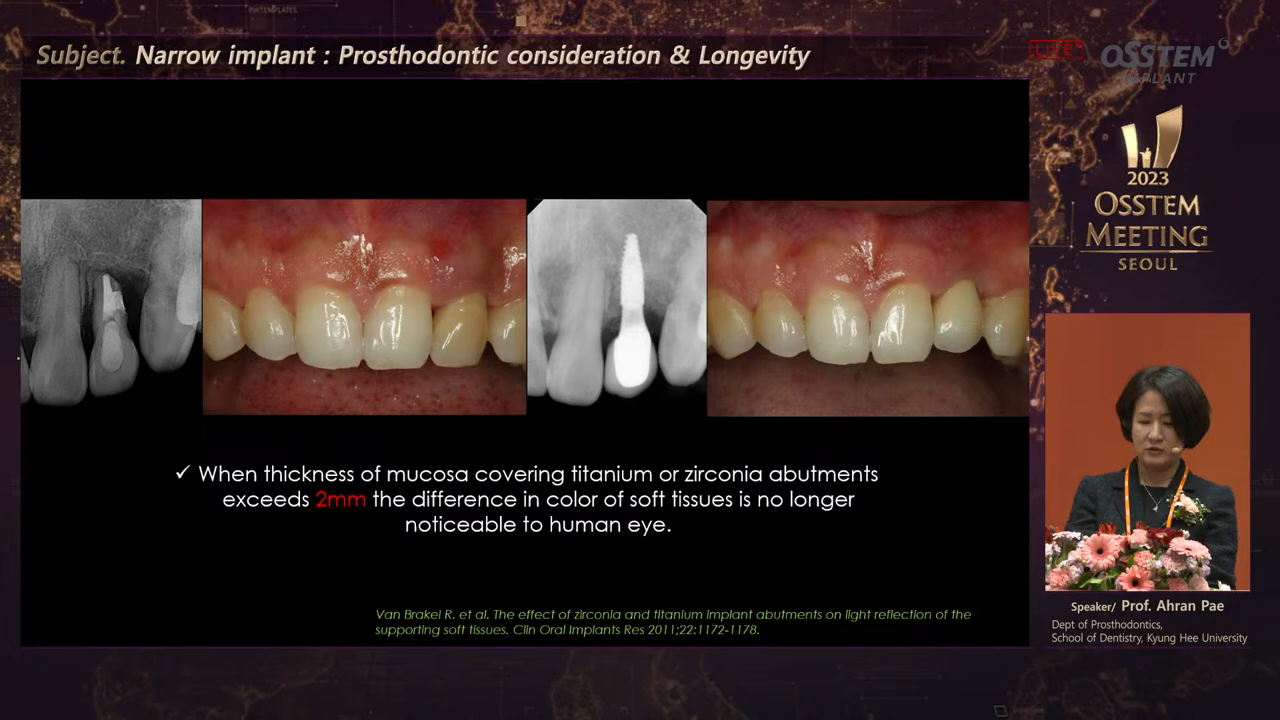 RW TEMPLATES
Subject. Narrow implant : Prosthodontic consideration & Longevity
LIVE
OSSTEM
IMPLANT
2023
OSSTEM
MEETING
SEOUL
✓ When thickness of mucosa covering titanium or zirconia abutments
exceeds 2mm the difference in color of soft tissues is no longer
noticeable to human eye.
Van Brakel R. et al. The effect of zirconia and titanium implant abutments on light reflection of the
supporting soft tissues. Clin Oral Implants Res 2011;22:1172-1178.
Speaker/ Prof. Ahran Pae
Dept of Prosthodontics,
School of Dentistry, Kyung Hee University